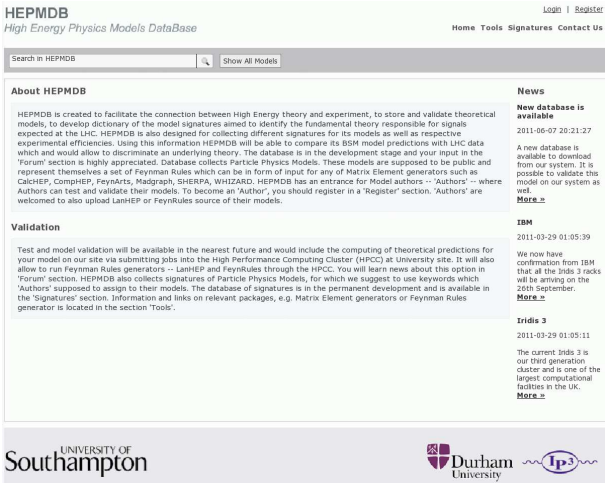 HEPMDB
High Energy Physics Models DataBase
Login | Register
Home Tools Signatures Contact Us
Search in HEPMDB
Show All Models
About HEPMDB
HEPMDB is created to facilitate the connection between High Energy theory and experiment, to store and validate theoretical
models, to develop dictionary of the model signatures aimed to identify the fundamental theory responsible for signals
expected at the LHC. HEPMDB is also designed for collecting different signatures for its models as well as respective
experimental efficiencies. Using this information HEPMDB will be able to compare its BSM model predictions with LHC data
which and would allow to discriminate an underlying theory. The database is in the development stage and your input in the
'Forum' section is highly appreciated. Database collects Particle Physics Models. These models are supposed to be public and
represent themselves a set of Feynman Rules which can be in form of input for any of Matrix Element generators such as
CalcHEP, CompHEP, FeynArts, Madgraph, SHERPA, WHIZARD. HEPMDB has an entrance for Model authors -- 'Authors' -- where
Authors can test and validate their models. To become an 'Author', you should register in a 'Register' section. 'Authors' are
welcomed to also upload LanHEP or FeynRules source of their models.
Validation
Test and model validation will be available in the nearest future and would include the computing of theoretical predictions for
your model on our site via submitting jobs into the High Performance Computing Cluster (HPCC) at University site. It will also
allow to run Feynman Rules generators -- LanHEP and FeynRules through the HPCC. You will learn news about this option in
'Forum' section. HEPMDB also collects signatures of Particle Physics Models, for which we suggest to use keywords which
'Authors' supposed to assign to their models. The database of signatures is in the permanent development and is available in
the 'Signatures' section. Information and links on relevant packages, e.g. Matrix Element generators or Feynman Rules
generator is located in the section 'Tools'.
News
New database is
available
2011-06-07 20:21:27
A new database is
available to download
from our system. It is
possible to validate this
model on our system as
well.
More »
IBM
2011-03-29 01:05:39
We now have
confirmation from IBM
that all the Iridis 3 racks
will be arriving on the
26th September.
More »
Iridis 3
2011-03-29 01:05:11
The current Iridis 3 is
our third generation
cluster and is one of the
largest computational
facilities in the UK.
More »
UNIVERSITY OF
Southampton
Durham
University
IP3